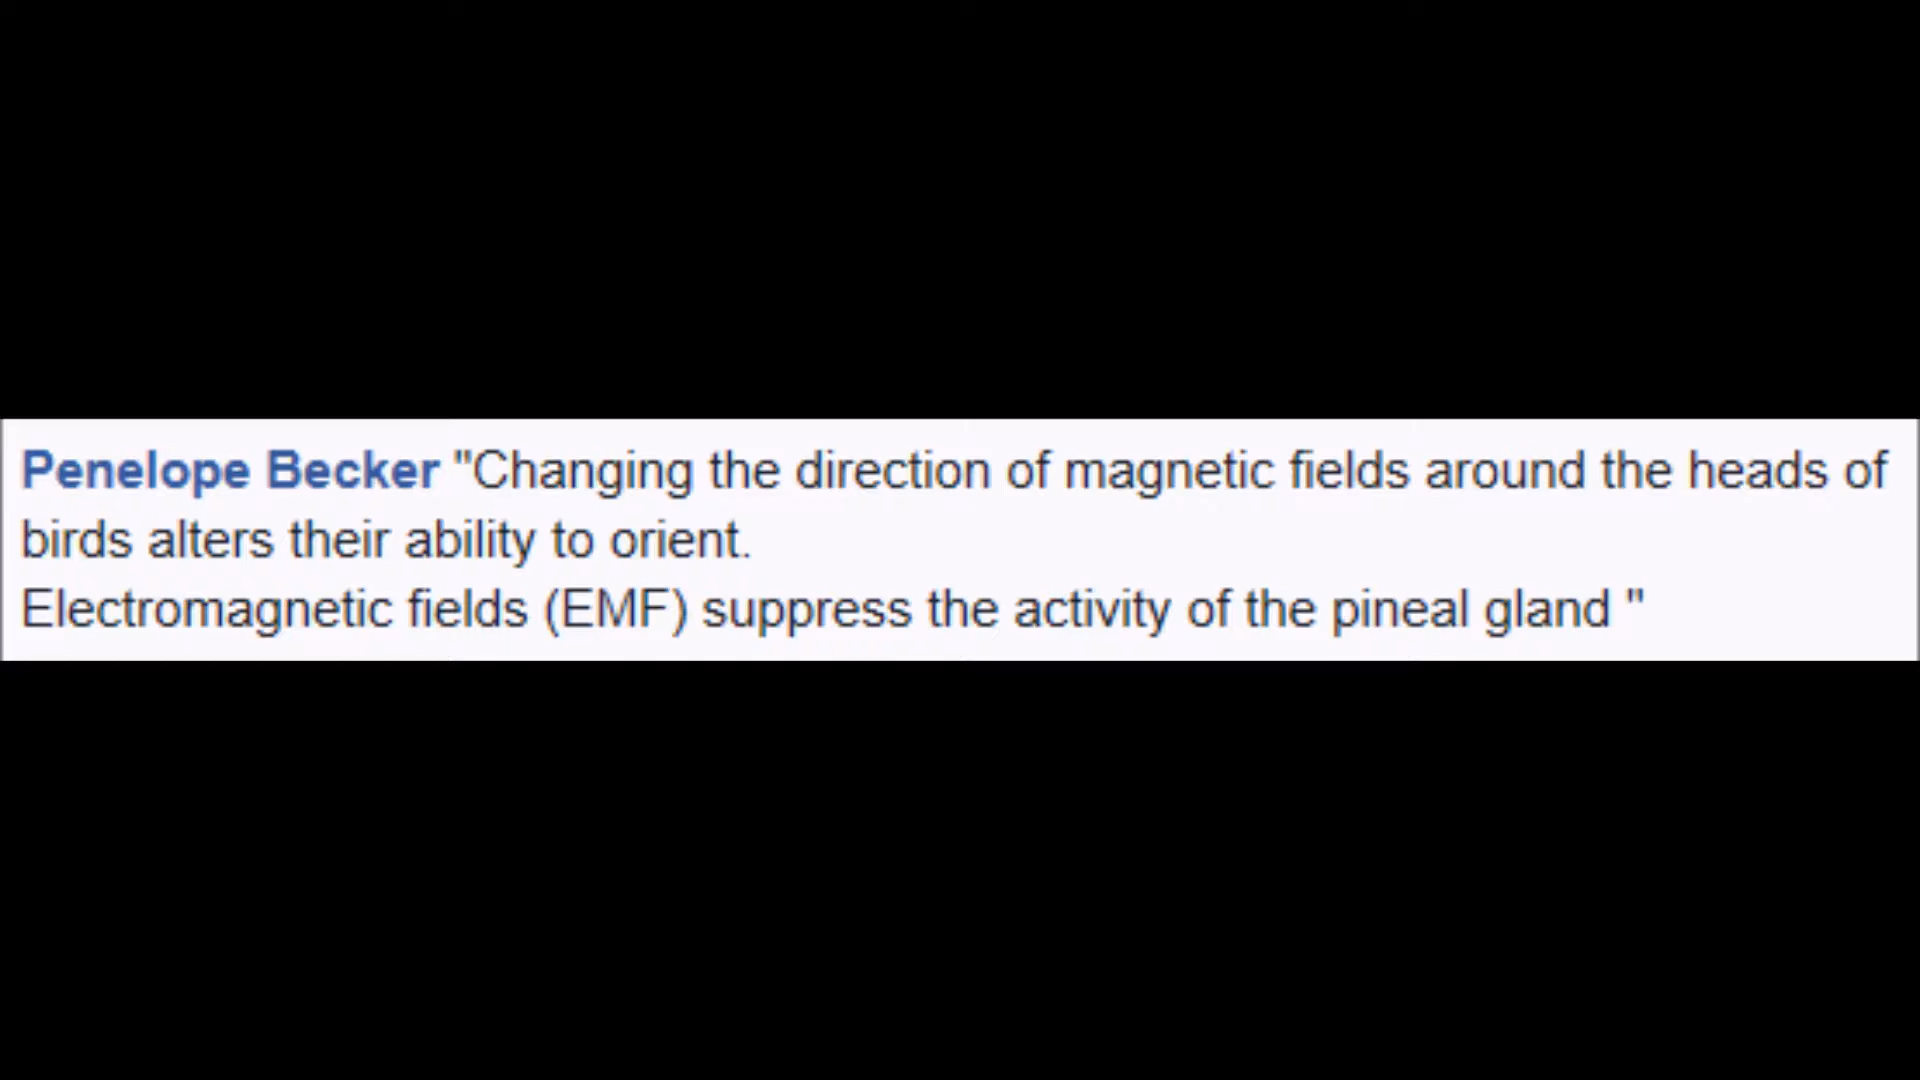 Penelope Becker "Changing the direction of magnetic fields around the heads of
birds alters their ability to orient.
Electromagnetic fields (EMF) suppress the activity of the pineal gland "